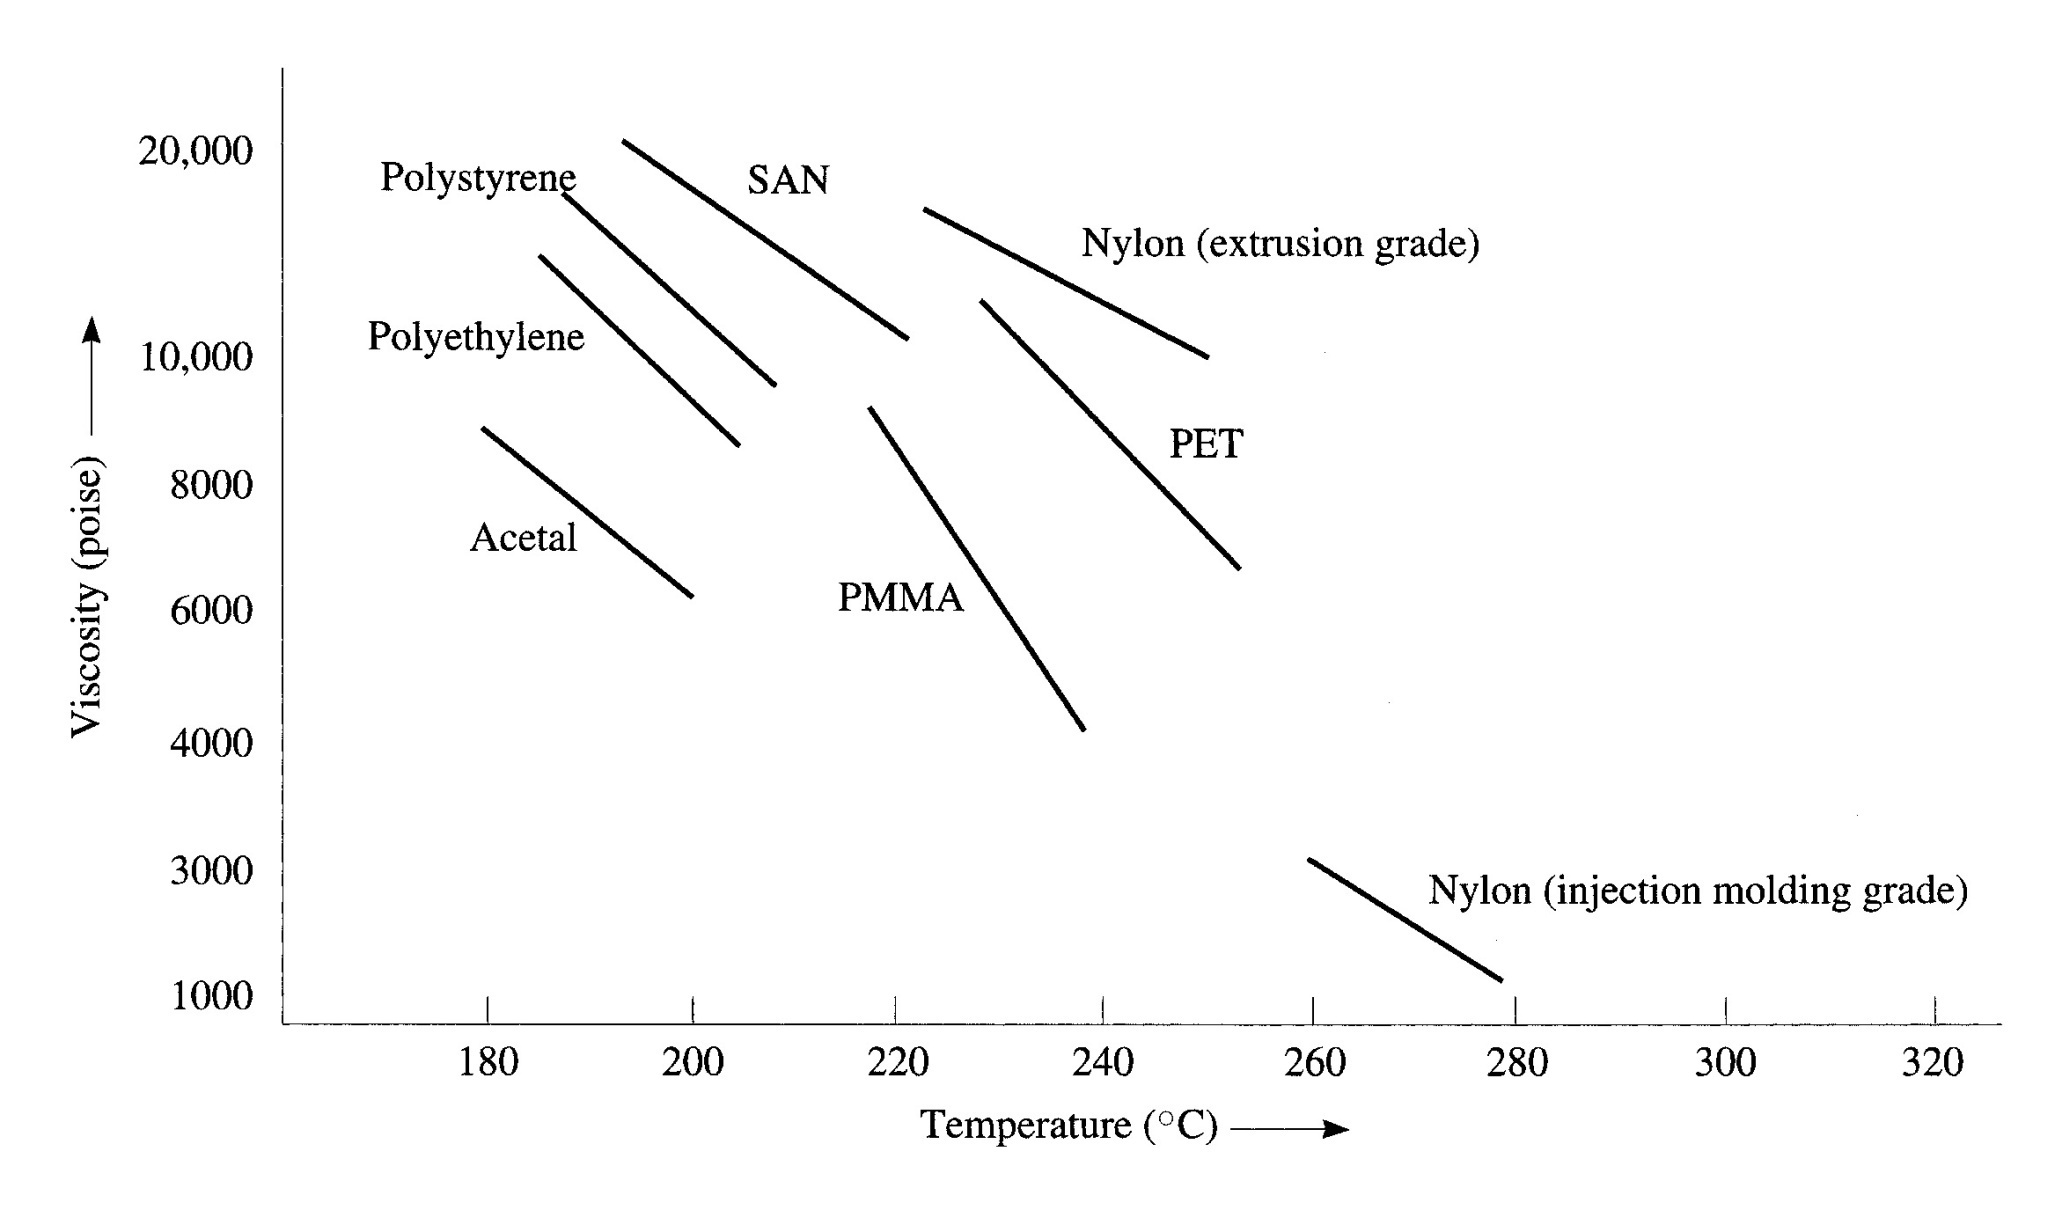 20,000
Polystyrene
SAN
Nylon (extrusion grade)
Polyethylene
10,000
PET
8000
Acetal
Viscosity (poise)
PMMA
6000
4000
3000
Nylon (injection molding grade)
1000
180 200 220 240 260 280 300 320
Temperature (°C)